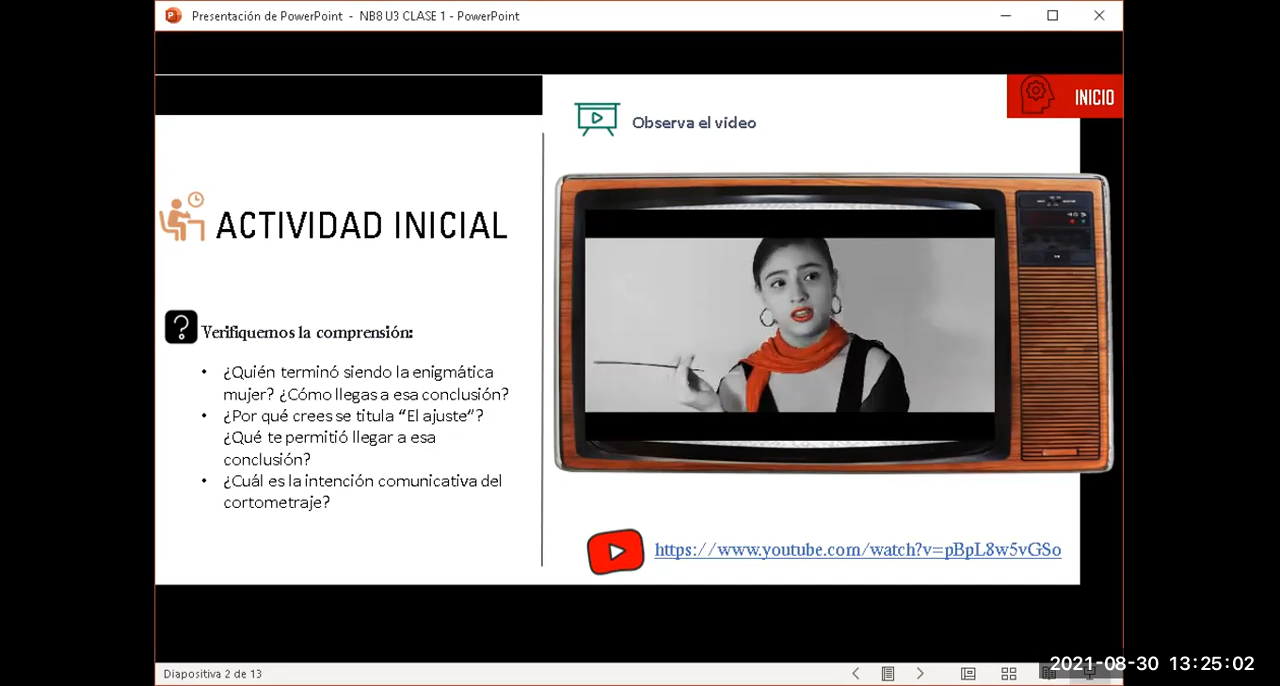 Presentación de PowerPoint - NB8 U3 CLASE 1 - PowerPoint
INICIO
Observa el video
ACTIVIDAD INICIAL
Verifiquemos la comprensión:
• ¿Quién terminó siendo la enigmática
mujer? ¿Cómo llegas a esa conclusión?
• ¿Por qué crees se titula “El ajuste”?
¿Qué te permitió llegar a esa
conclusión?
• ¿Cuál es la intención comunicativa del
cortometraje?
https://www.youtube.com/watch?v=pBpL8w5vGSo
Diapositiva 2 de 13
2021-08-30 13:25:02